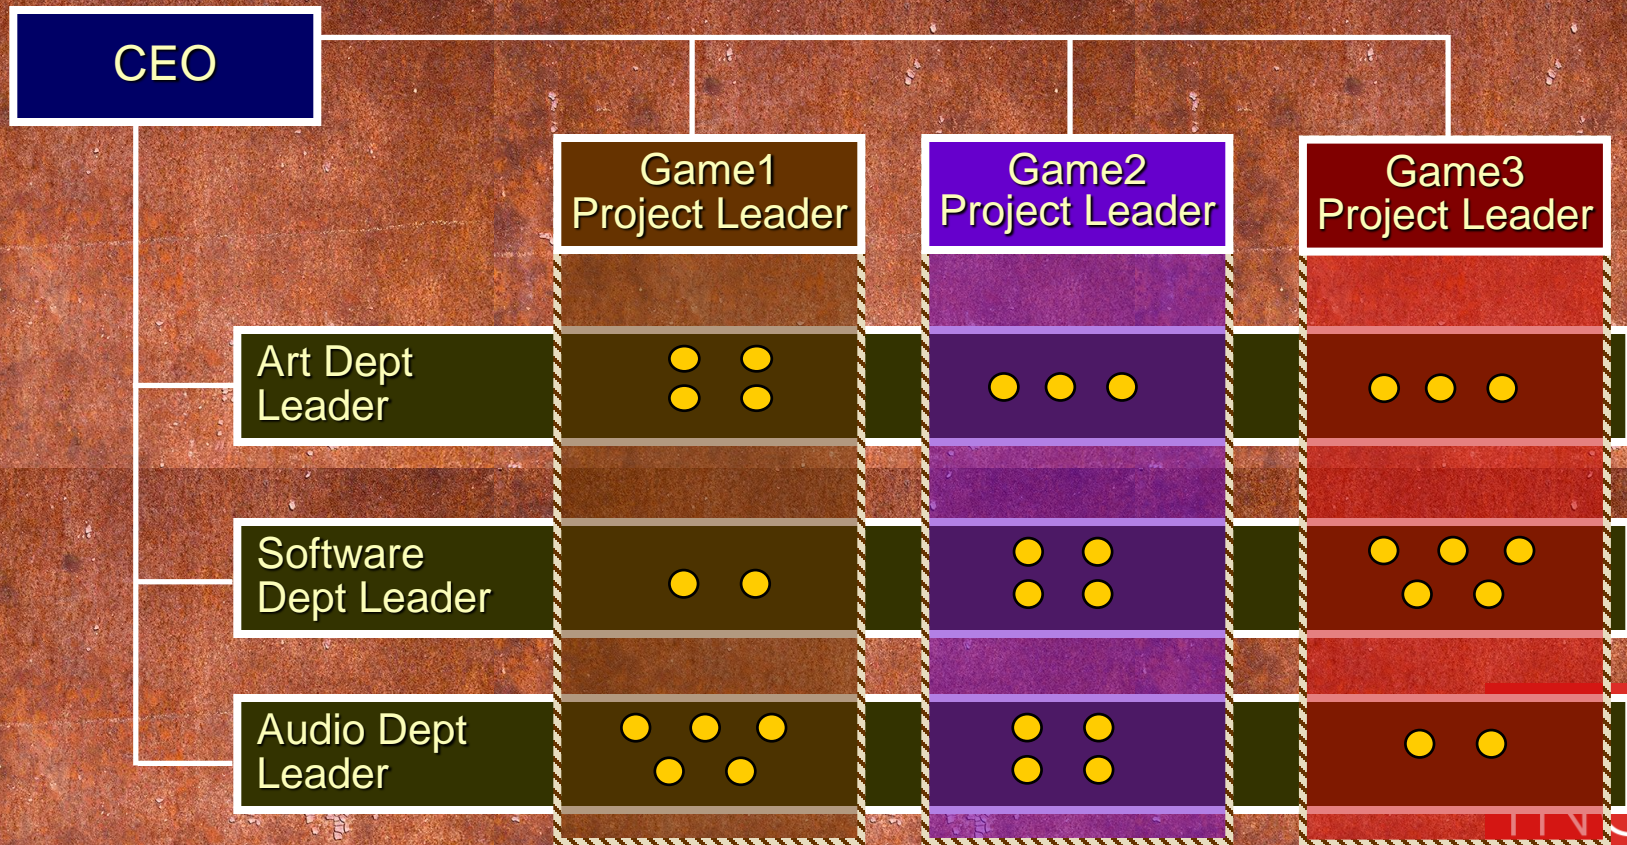 CEO
Game1
Project Leader
Game2
Project Leader
Game3
Project Leader
Art Dept
Leader
Software
Dept Leader
Audio Dept
Leader